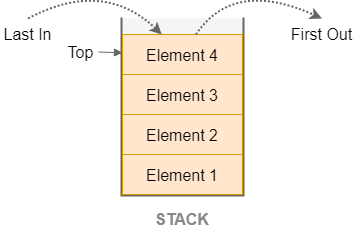 Last In
First Out
Top
Element 4
Element 3
Element 2
Element 1
STACK